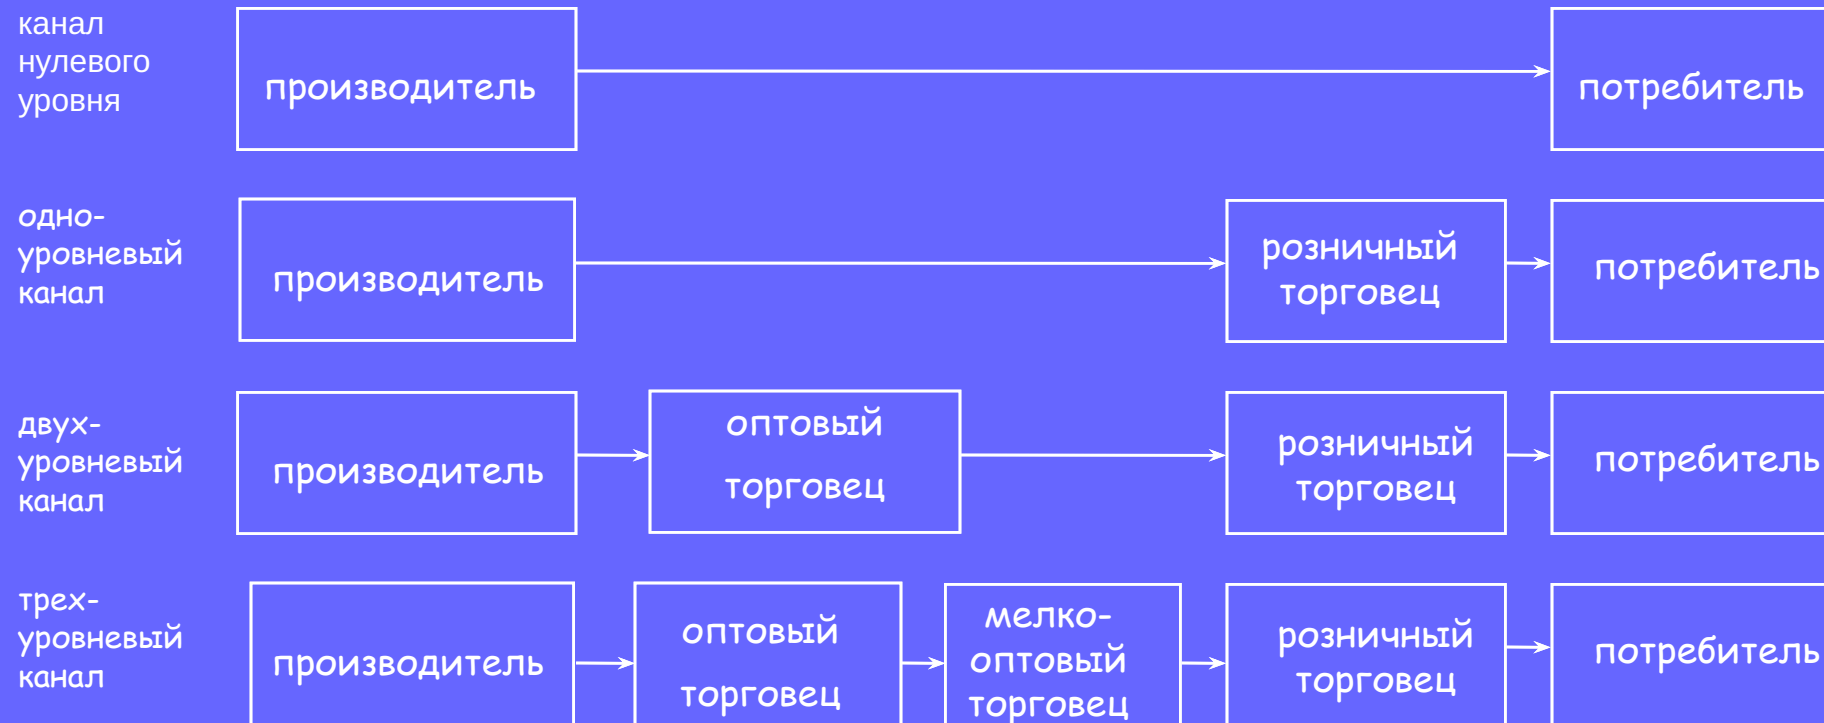 канал
нулевого
уровня
производитель
потребитель
одно-
уровневый
канал
производитель
розничный
торговец
потребитель
двух-
уровневый
канал
производитель
оптовый
торговец
розничный
торговец
потребитель
трех-
уровневый
канал
производитель
оптовый
торговец
мелко-
оптовый
торговец
розничный
торговец
потребитель